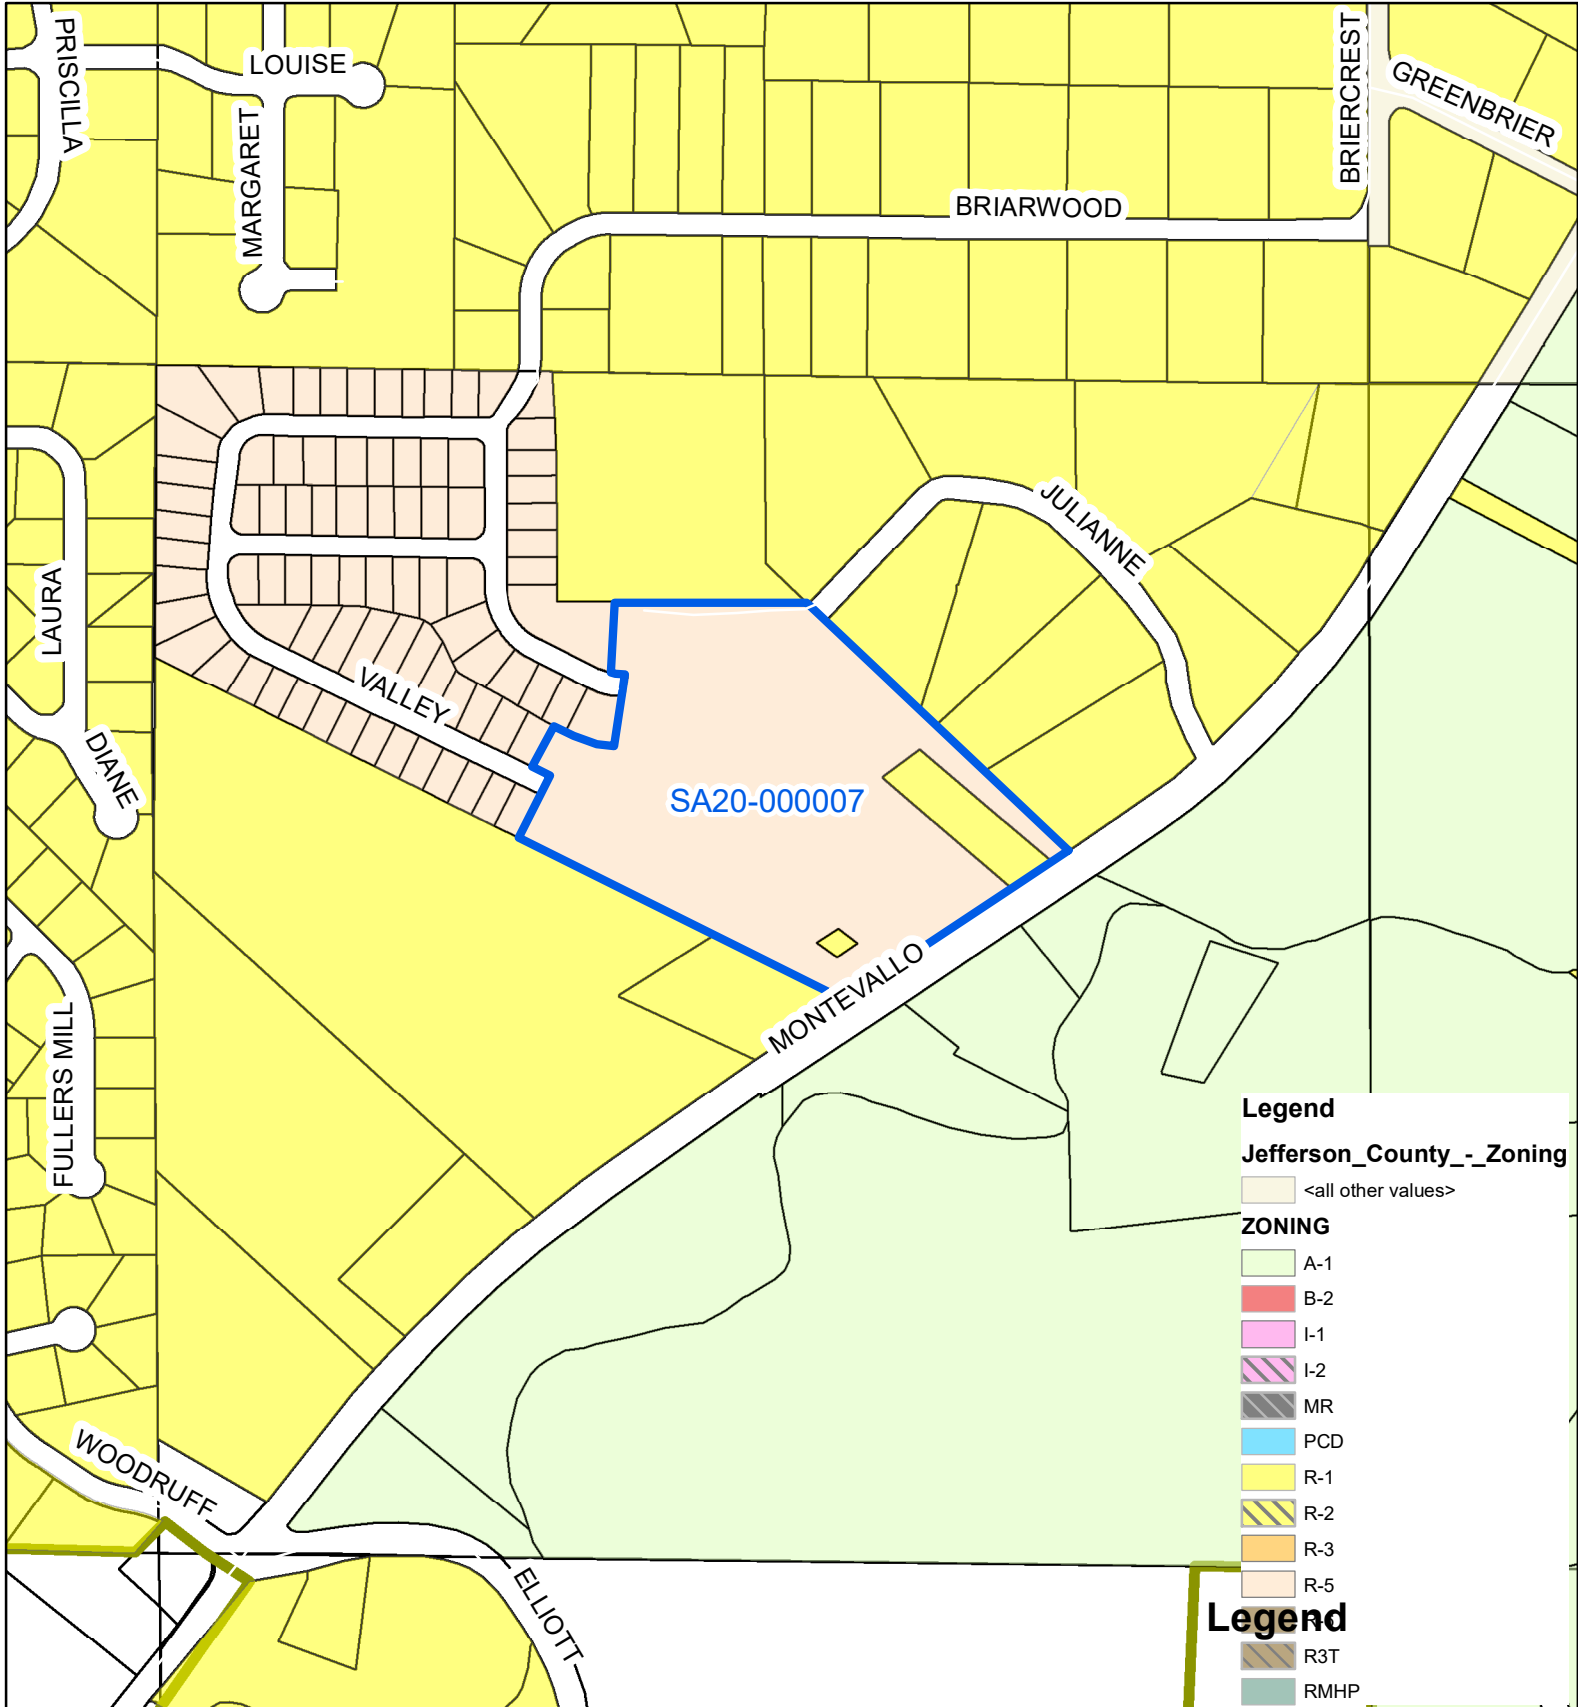 PRISCILLA
LOUISE
MARGARET
BRIERCREST
GREENBRIER
BRIARWOOD
JULIANNE
LAURA
VALLEY
DIANE
SA20-000007
MONTEVALLO
FULLERS MILL
WOODRUFF
ELLIOTT
Legend
Jefferson_County_-_Zoning
<all other values>
ZONING
A-1
B-2
I-1
I-2
MR
PCD
R-1
R-2
R-3
R-5
Legend
R3T
RMHP